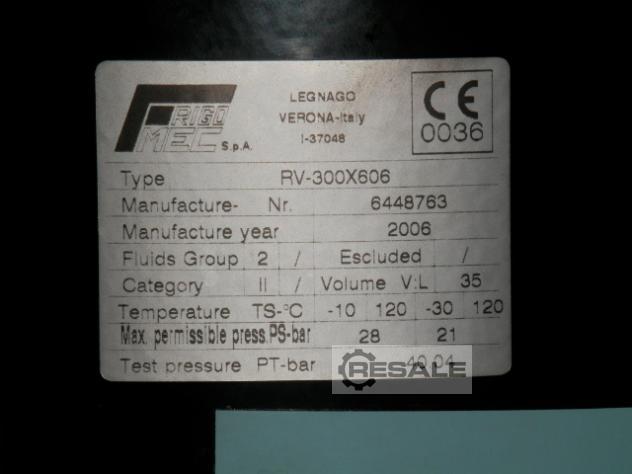 FRIGO
MEC S.p.A.
LEGNAGO
VERONA-Italy
I-37048
CE
0036
Type RV-300X606
Manufacture- Nr. 6448763
Manufacture year 2006
Fluids Group 2 / Escluded /
Category II / Volume V:L 35
Temperature TS-°C -10 120 -30 120
Max. permissible press.PS-bar 28 21
Test pressure PT-bar 40.04
RESALE